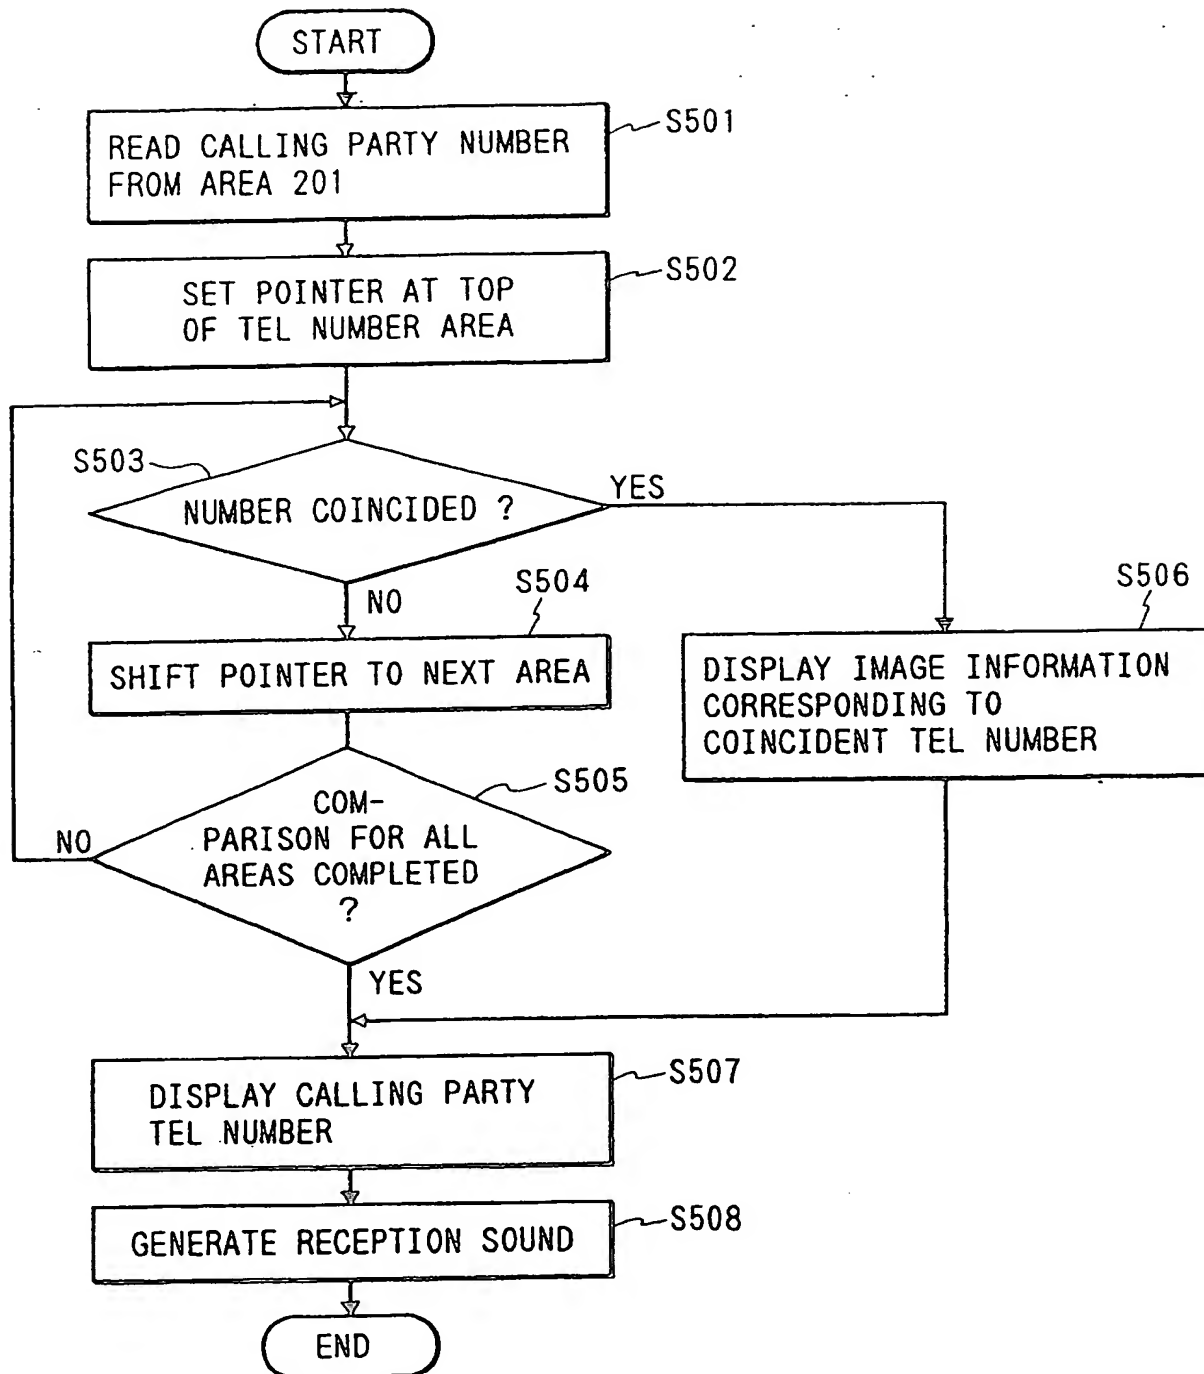 START
READ CALLING PARTY NUMBER
FROM AREA 201
S501
SET POINTER AT TOP
OF TEL NUMBER AREA
S502
S503
NUMBER COINCIDED ?
YES
NO
S504
SHIFT POINTER TO NEXT AREA
S506
DISPLAY IMAGE INFORMATION
CORRESPONDING TO
COINCIDENT TEL NUMBER
S505
COM-
PARISON FOR ALL
AREAS COMPLETED
?
NO
YES
DISPLAY CALLING PARTY
TEL NUMBER
S507
GENERATE RECEPTION SOUND
S508
END